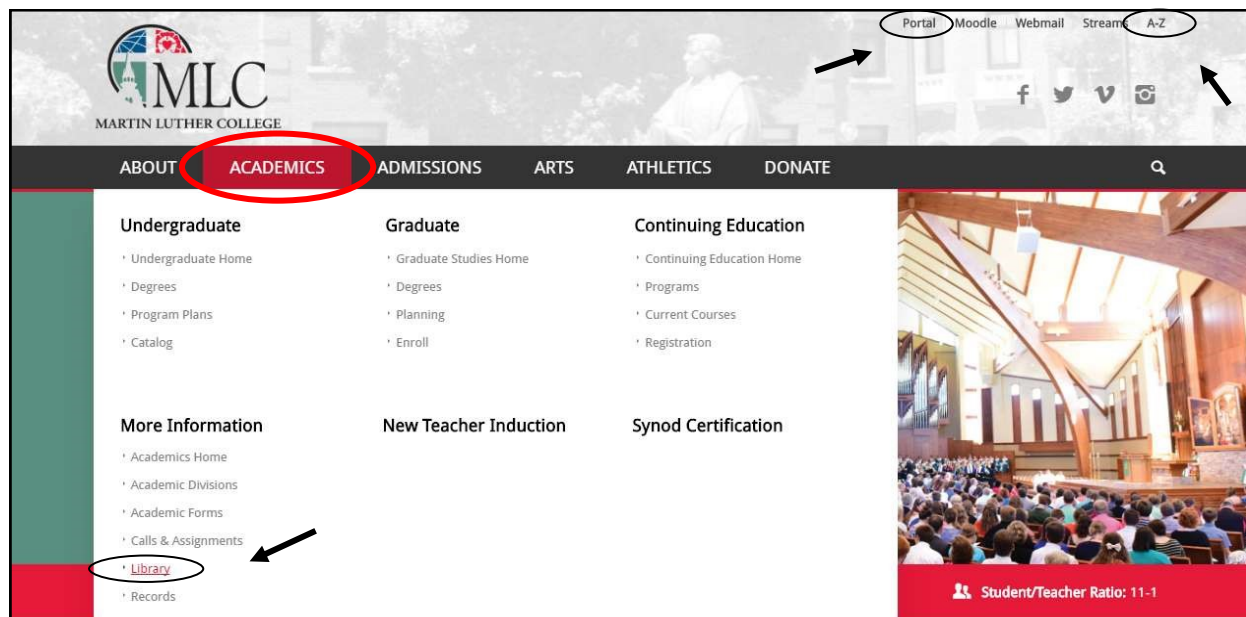 Portal Moodle Webmail Streams A-Z
MLC
MARTIN LUTHER COLLEGE
ABOUT ACADEMICS ADMISSIONS ARTS ATHLETICS DONATE
Undergraduate
Undergraduate Home
Degrees
Program Plans
Catalog
Graduate
Graduate Studies Home
Degrees
Planning
Enroll
Continuing Education
Continuing Education Home
Programs
Current Courses
Registration
More Information
Academics Home
Academic Divisions
Academic Forms
Calls & Assignments
Library
Records
New Teacher Induction
Synod Certification
Student/Teacher Ratio: 11-1